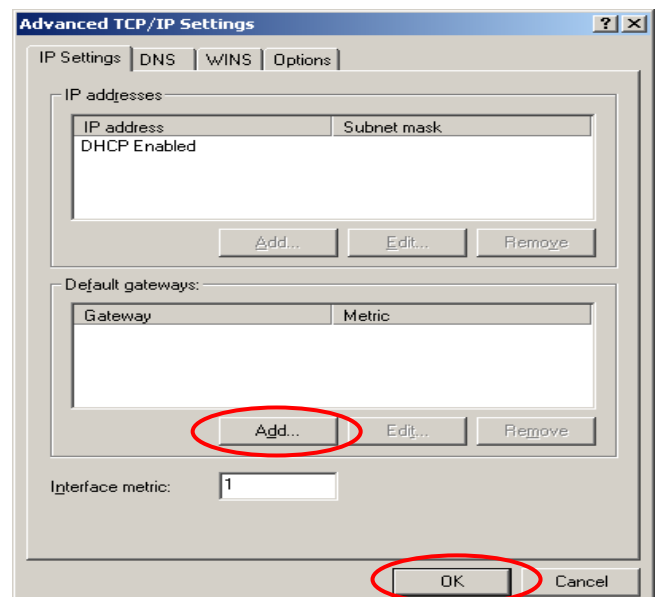 Advanced TCP/IP Settings ? ×
IP Settings DNS WINS Options
IP addresses
IP address Subnet mask
DHCP Enabled
Add... Edit... Remove
Default gateways:
Gateway Metric
Add... Edit... Remove
Interface metric: 1
OK Cancel